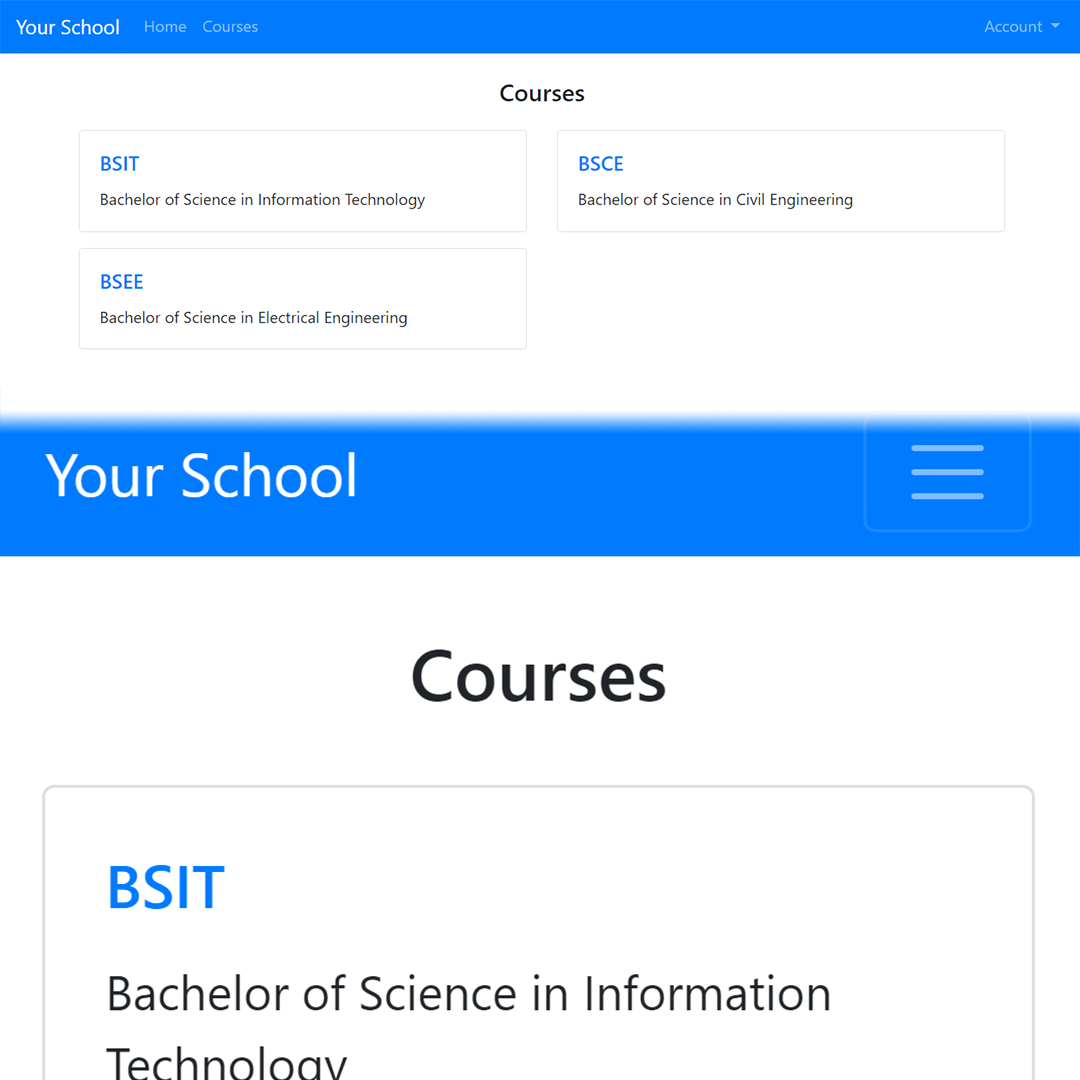 Your School Home Courses Account
Courses
BSIT
Bachelor of Science in Information Technology
BSCE
Bachelor of Science in Civil Engineering
BSEE
Bachelor of Science in Electrical Engineering
Your School
Courses
BSIT
Bachelor of Science in Information
Technology